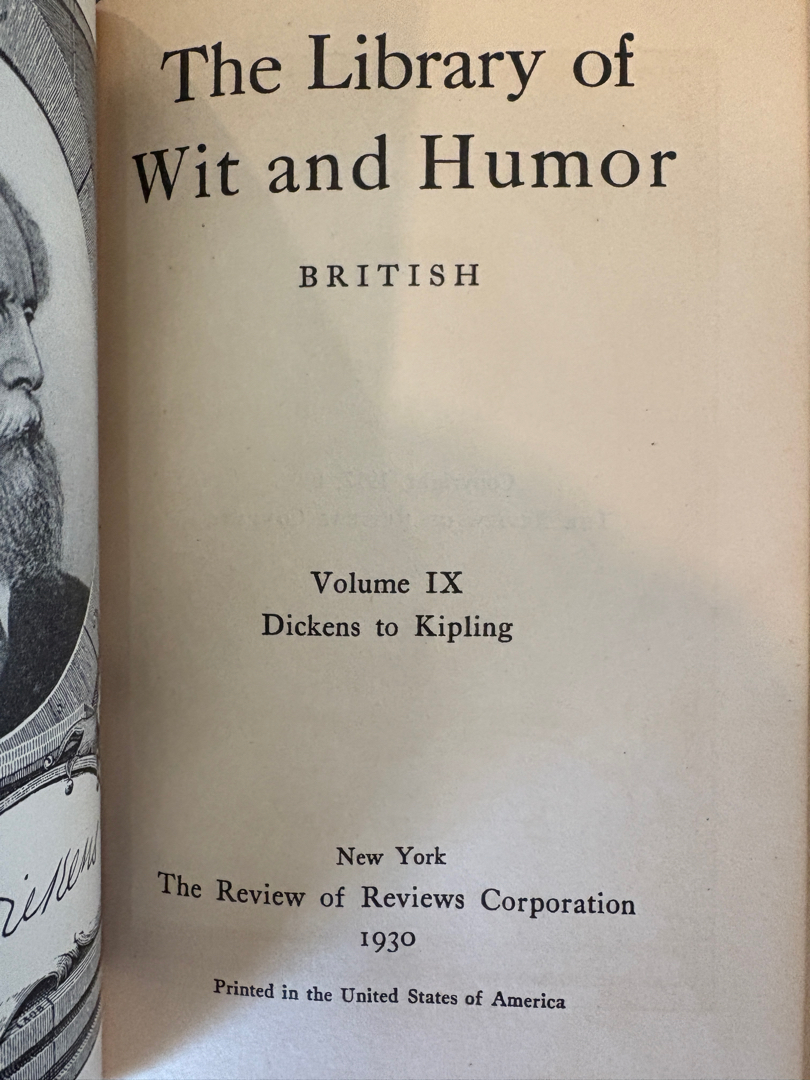 The Library of
Wit and Humor
BRITISH
Volume IX
Dickens to Kipling
New York
The Review of Reviews Corporation
1930
Printed in the United States of America